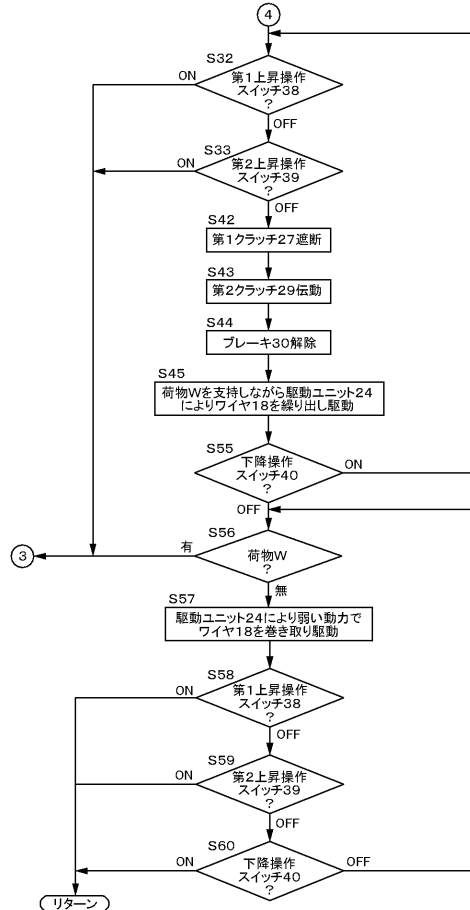 4
S32
ON
第1上昇操作
スイッチ38
?
OFF
S33
ON
第2上昇操作
スイッチ39
?
OFF
S42
第1クラッチ27遮断
S43
第2クラッチ29伝動
S44
ブレーキ30解除
S45
荷物Wを支持しながら駆動ユニット24
によりワイヤ18を繰り出し駆動
S55
下降操作
スイッチ40
?
ON
OFF
S56
3
有
荷物W
?
無
S57
駆動ユニット24により弱い動力で
ワイヤ18を巻き取り駆動
S58
ON
第1上昇操作
スイッチ38
?
OFF
S59
ON
第2上昇操作
スイッチ39
?
OFF
S60
ON
下降操作
スイッチ40
?
OFF
リターン